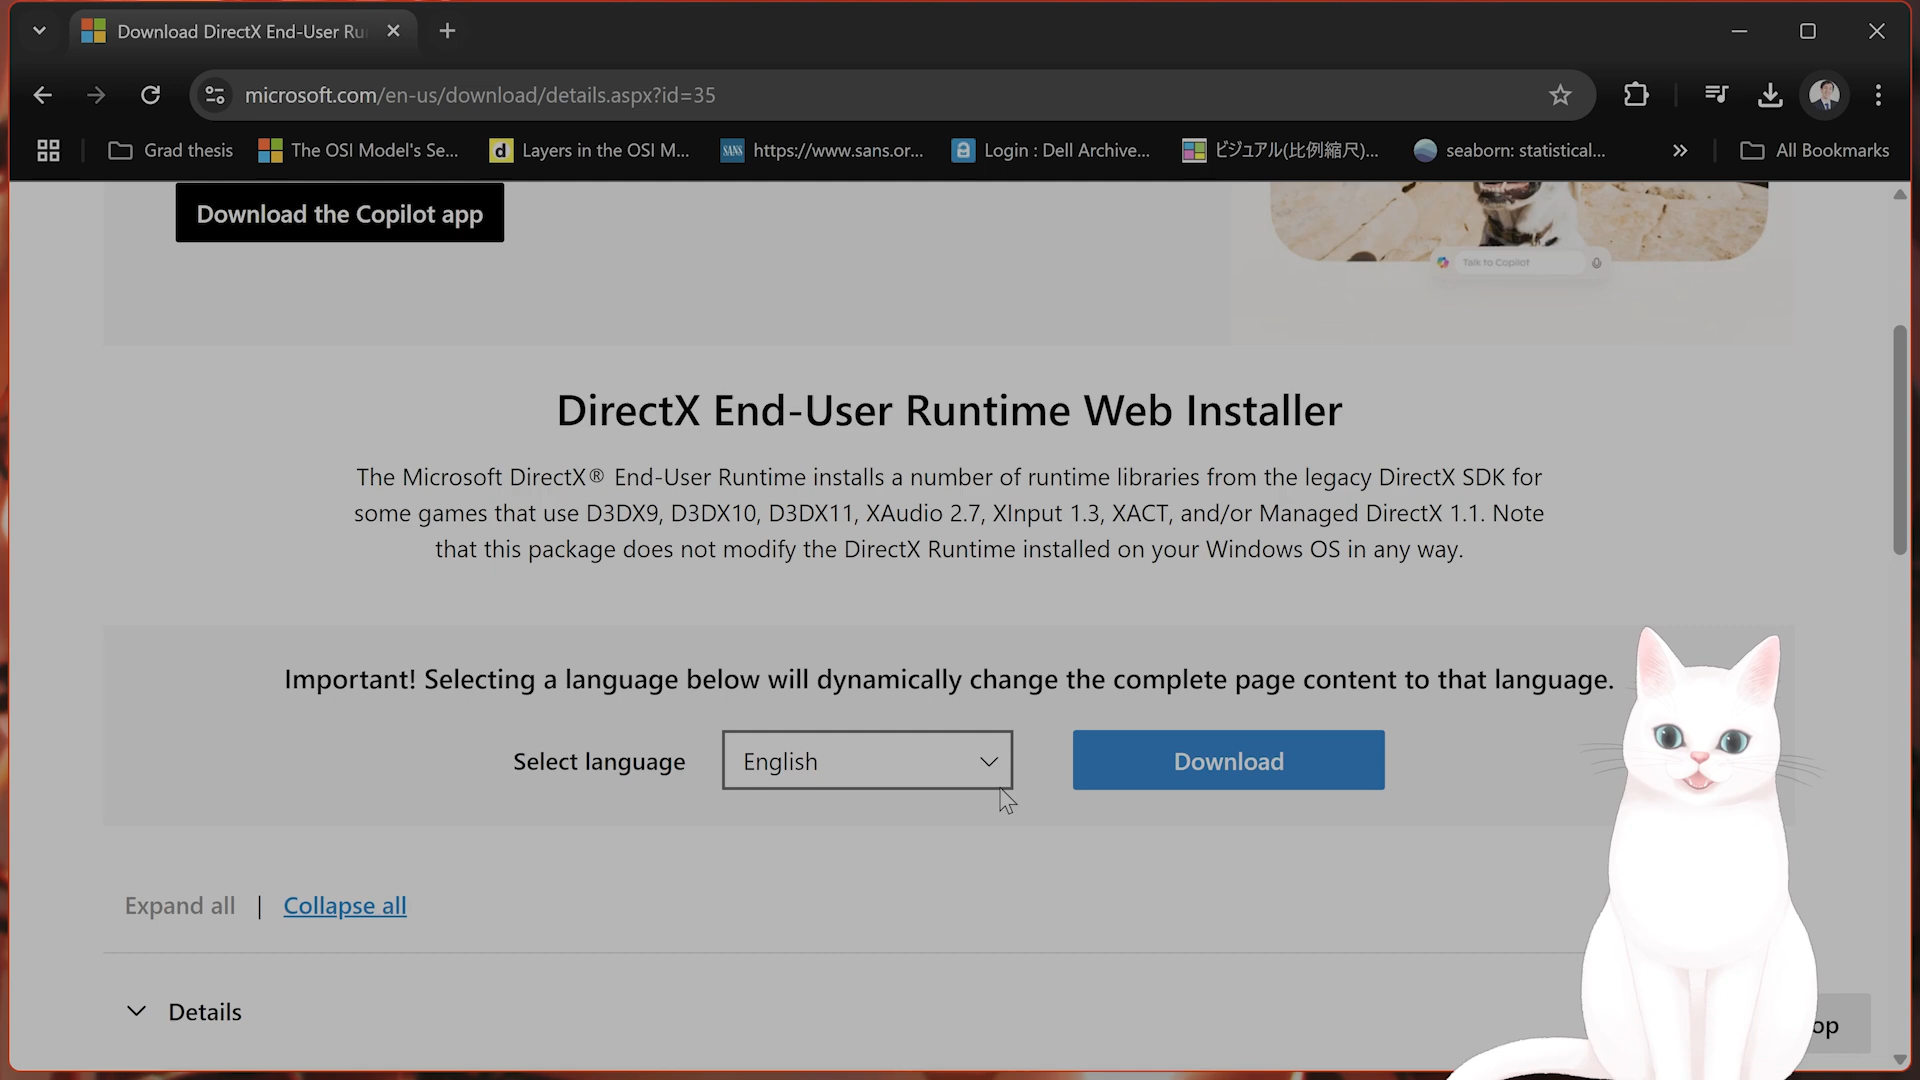 Download DirectX End-User Ru
microsoft.com/en-us/download/details.aspx?id=35
Grad thesis
The OSI Model's Se...
Layers in the OSI M...
SANS
https://www.sans.or...
Login : Dell Archive...
ビジュアル(比例縮尺)...
seaborn: statistical...
All Bookmarks
Download the Copilot app
Talk to Copilot
DirectX End-User Runtime Web Installer
The Microsoft DirectX® End-User Runtime installs a number of runtime libraries from the legacy DirectX SDK for
some games that use D3DX9, D3DX10, D3DX11, XAudio 2.7, XInput 1.3, XACT, and/or Managed DirectX 1.1. Note
that this package does not modify the DirectX Runtime installed on your Windows OS in any way.
Important! Selecting a language below will dynamically change the complete page content to that language.
Select language
English
Download
Expand all | Collapse all
Details
op